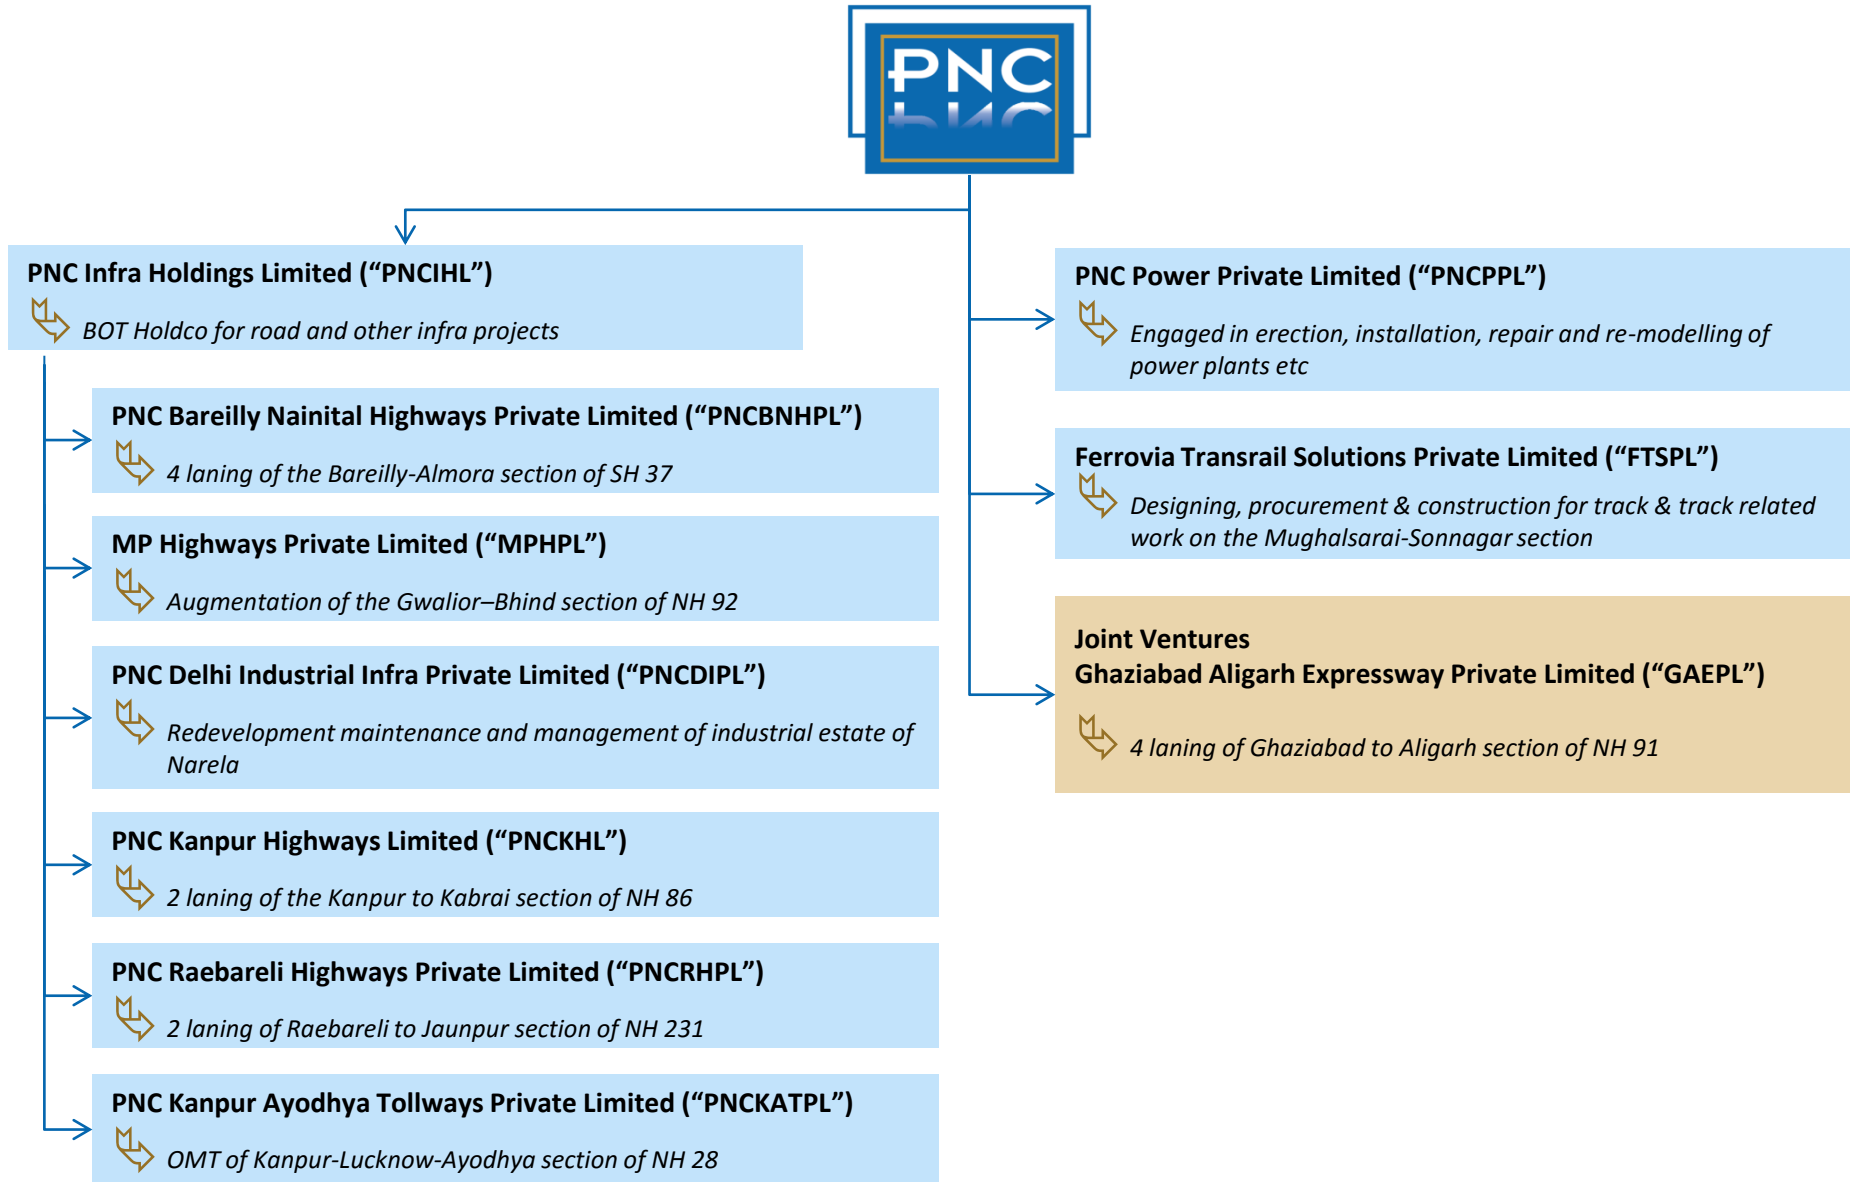 PNC
PNC Infra Holdings Limited (“PNCIHL”)
BOT Holdco for road and other infra projects
PNC Bareilly Nainital Highways Private Limited (“PNCBNHPL”)
4 laning of the Bareilly-Almora section of SH 37
MP Highways Private Limited (“MPHPL”)
Augmentation of the Gwalior–Bhind section of NH 92
PNC Delhi Industrial Infra Private Limited (“PNCDIPL”)
Redevelopment maintenance and management of industrial estate of
Narela
PNC Kanpur Highways Limited (“PNCKHL”)
2 laning of the Kanpur to Kabrai section of NH 86
PNC Raebareli Highways Private Limited (“PNCRHPL”)
2 laning of Raebareli to Jaunpur section of NH 231
PNC Kanpur Ayodhya Tollways Private Limited (“PNCKATPL”)
OMT of Kanpur-Lucknow-Ayodhya section of NH 28
PNC Power Private Limited (“PNCPPL”)
Engaged in erection, installation, repair and re-modelling of
power plants etc
Ferrovia Transrail Solutions Private Limited (“FTSPL”)
Designing, procurement & construction for track & track related
work on the Mughalsarai-Sonnagar section
Joint Ventures
Ghaziabad Aligarh Expressway Private Limited (“GAEPL”)
4 laning of Ghaziabad to Aligarh section of NH 91